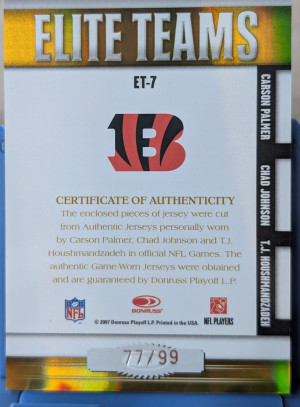 ELITE TEAMS
ET-7
CARSON PALMER
CHAD JOHNSON
T.J. HOUSHMANDZADEH
B
CERTIFICATE OF AUTHENTICITY
The enclosed pieces of jersey were cut
from Authentic Jerseys personally worn
by Carson Palmer, Chad Johnson and T.J.
Houshmandzadeh in official NFL Games. The
authentic Game-Worn Jerseys were obtained
and are guaranteed by Donruss Playoff L.P.
NFL
DONRUSS
NFL PLAYERS
© 2007 Donruss Playoff L.P. Printed in the USA.
77/99